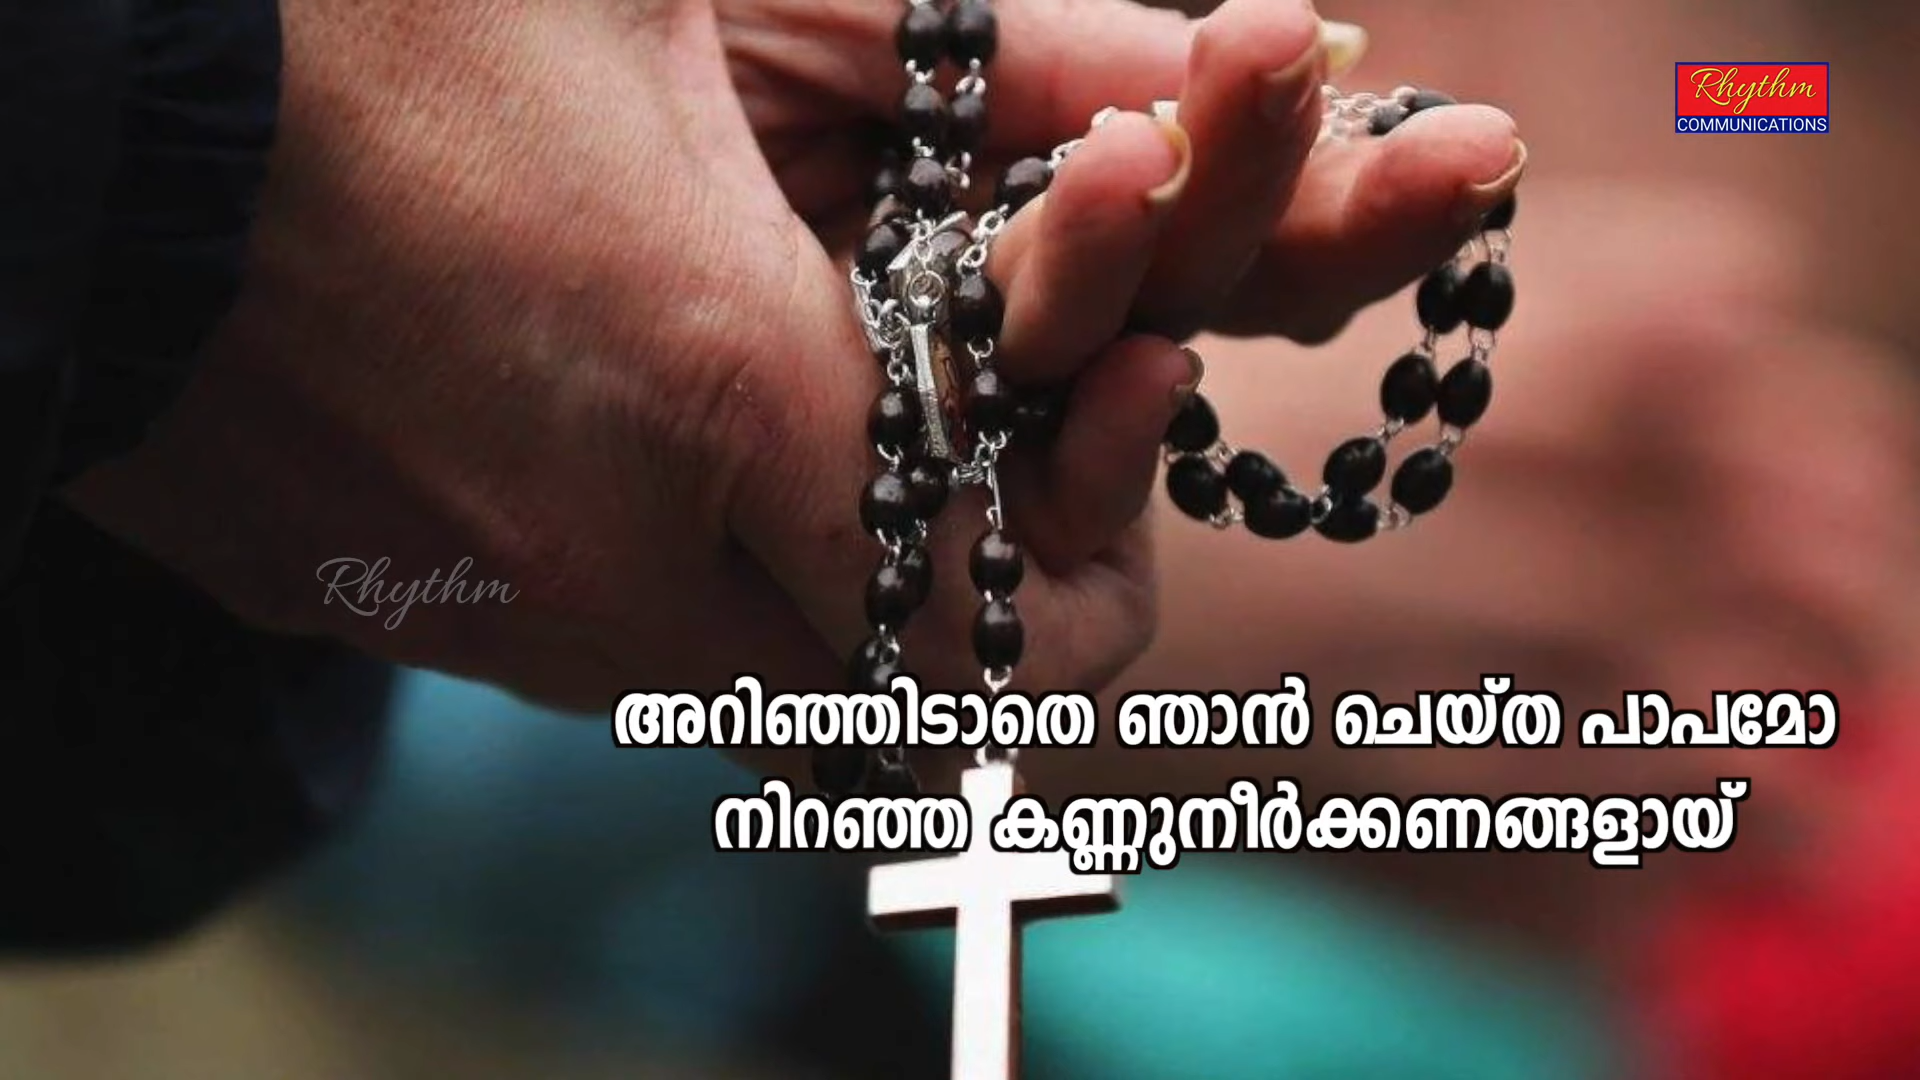 Rhythm
COMMUNICATIONS
Rhythm
അറിഞ്ഞിടാതെ ഞാൻ ചെയ്ത പാപമോ
നിറഞ്ഞ കണ്ണുനീർക്കണങ്ങളായ്